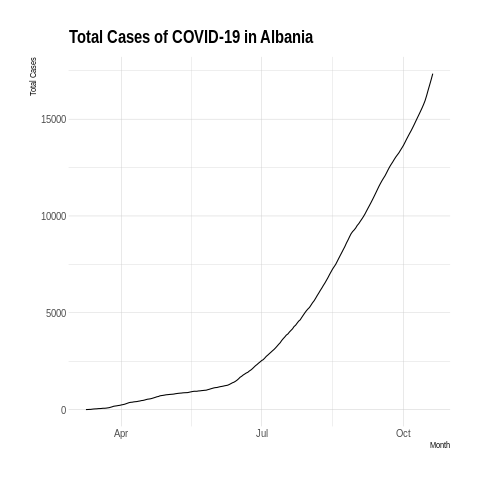 Total Cases of COVID-19 in Albania
Total Cases
15000
10000
5000
0
Apr Jul Oct
Month